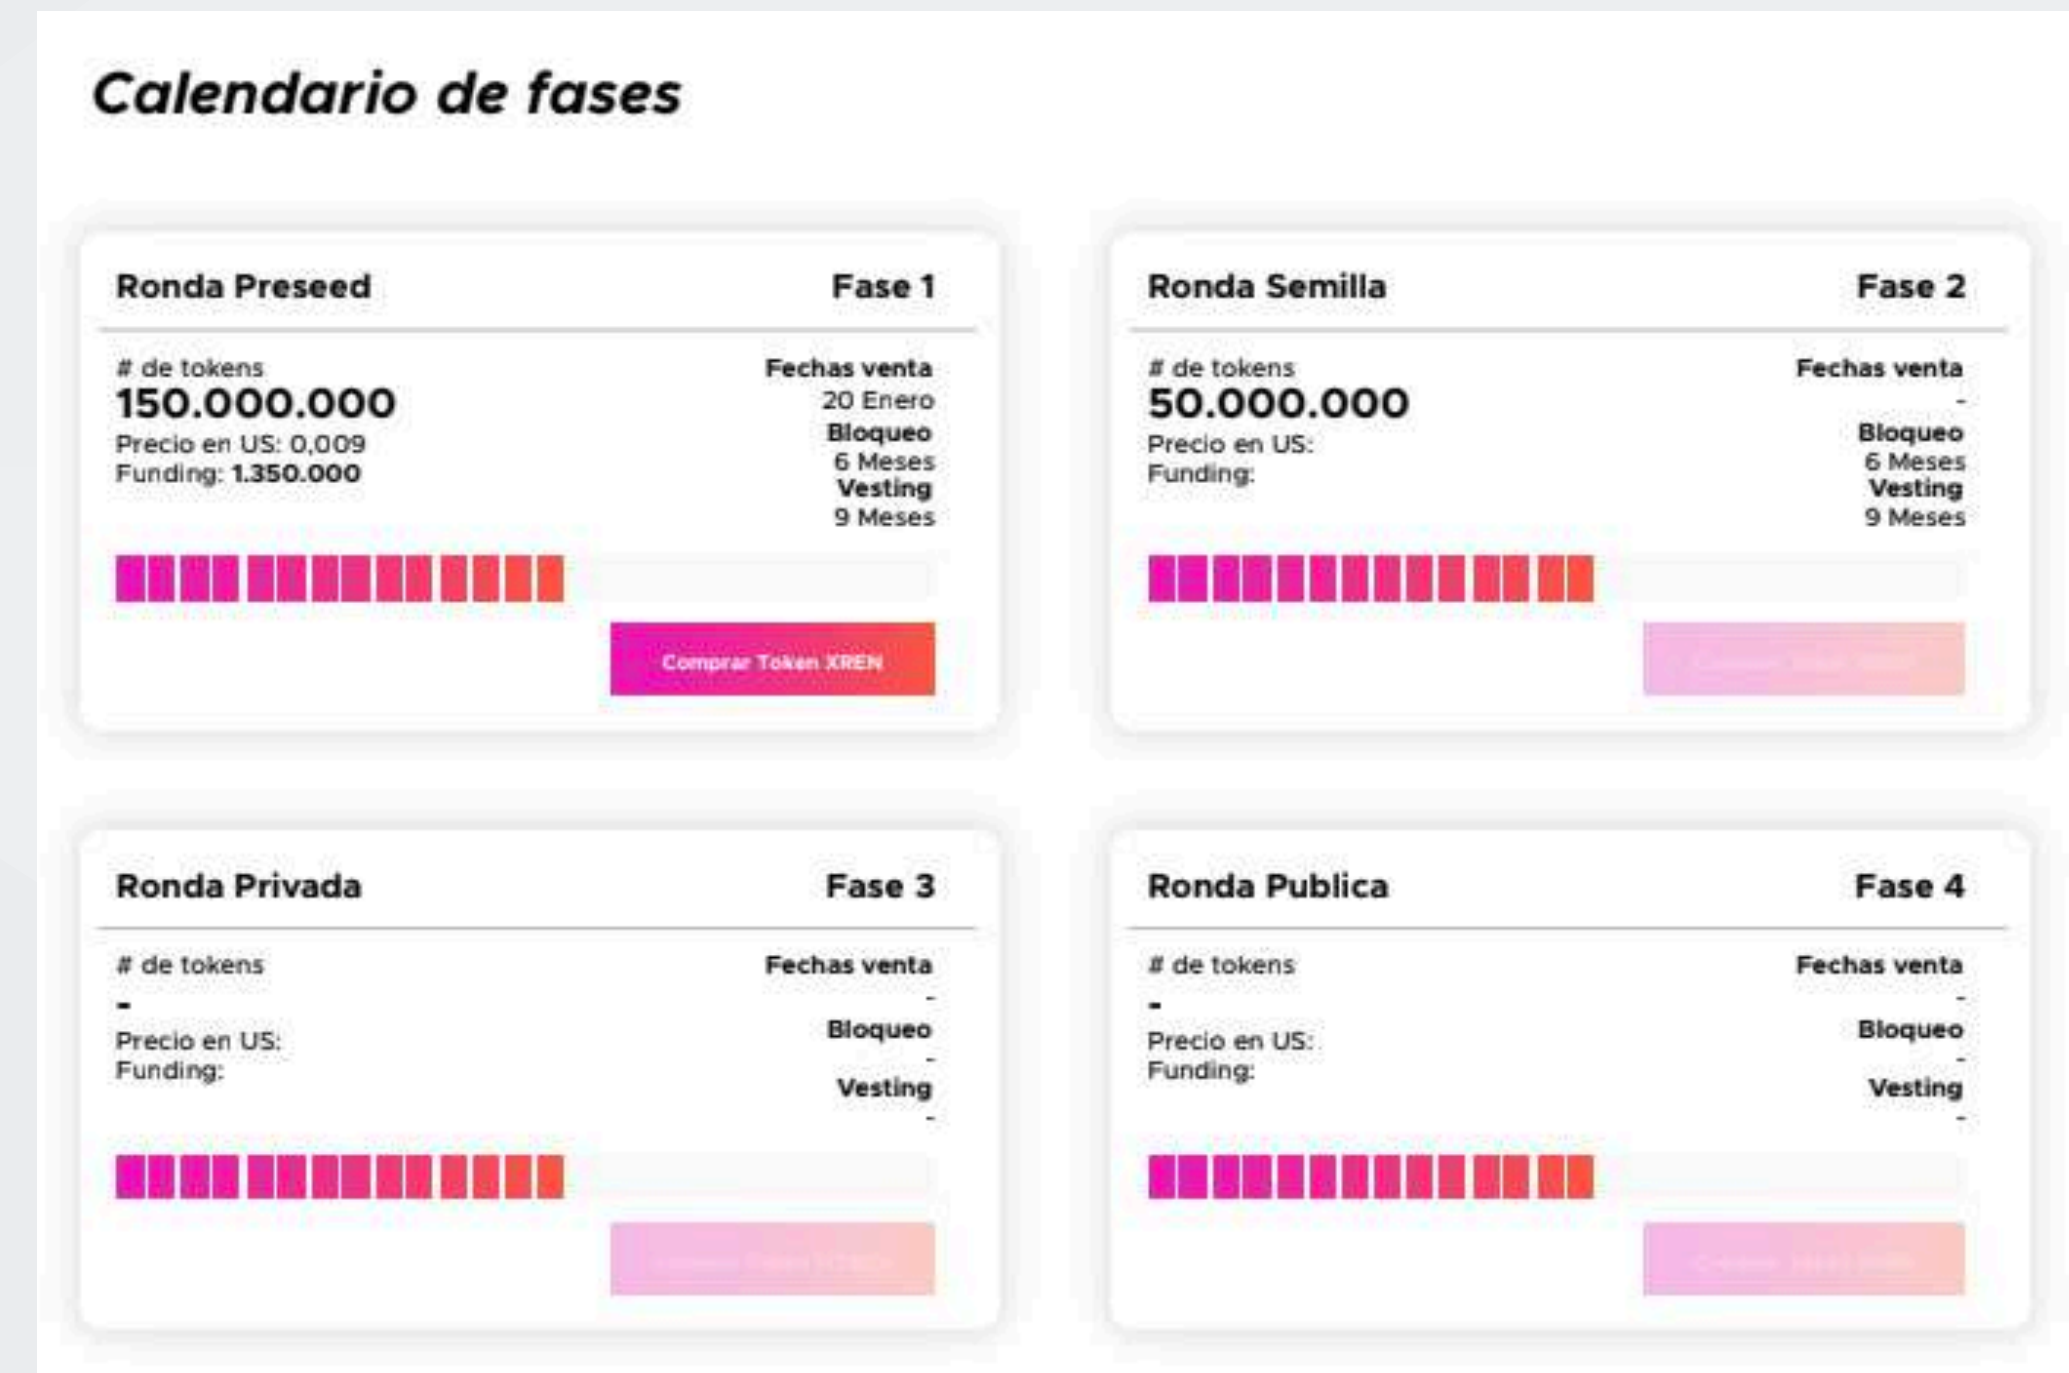 Calendario de fases
Ronda Preseed Fase 1
# de tokens
150.000.000
Precio en US: 0,009
Funding: 1.350.000
Fechas venta
20 Enero
Bloqueo
6 Meses
Vesting
9 Meses
Comprar Token XREN
Ronda Semilla Fase 2
# de tokens
50.000.000
Precio en US:
Funding:
Fechas venta
-
Bloqueo
6 Meses
Vesting
9 Meses
Ronda Privada Fase 3
# de tokens
-
Precio en US:
Funding:
Fechas venta
-
Bloqueo
-
Vesting
-
Ronda Publica Fase 4
# de tokens
-
Precio en US:
Funding:
Fechas venta
-
Bloqueo
-
Vesting
-